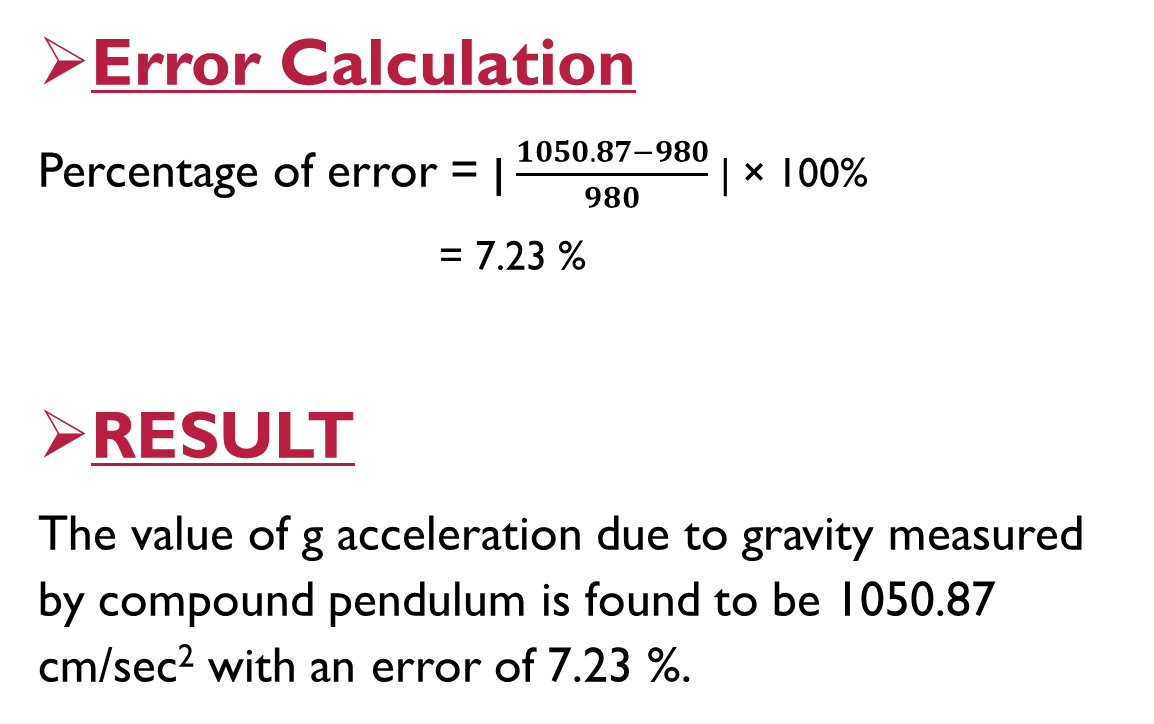 ➢Error Calculation
Percentage of error = | (1050.87−980)/980 | × 100%
= 7.23 %
➢RESULT
The value of g acceleration due to gravity measured
by compound pendulum is found to be 1050.87
cm/sec² with an error of 7.23 %.